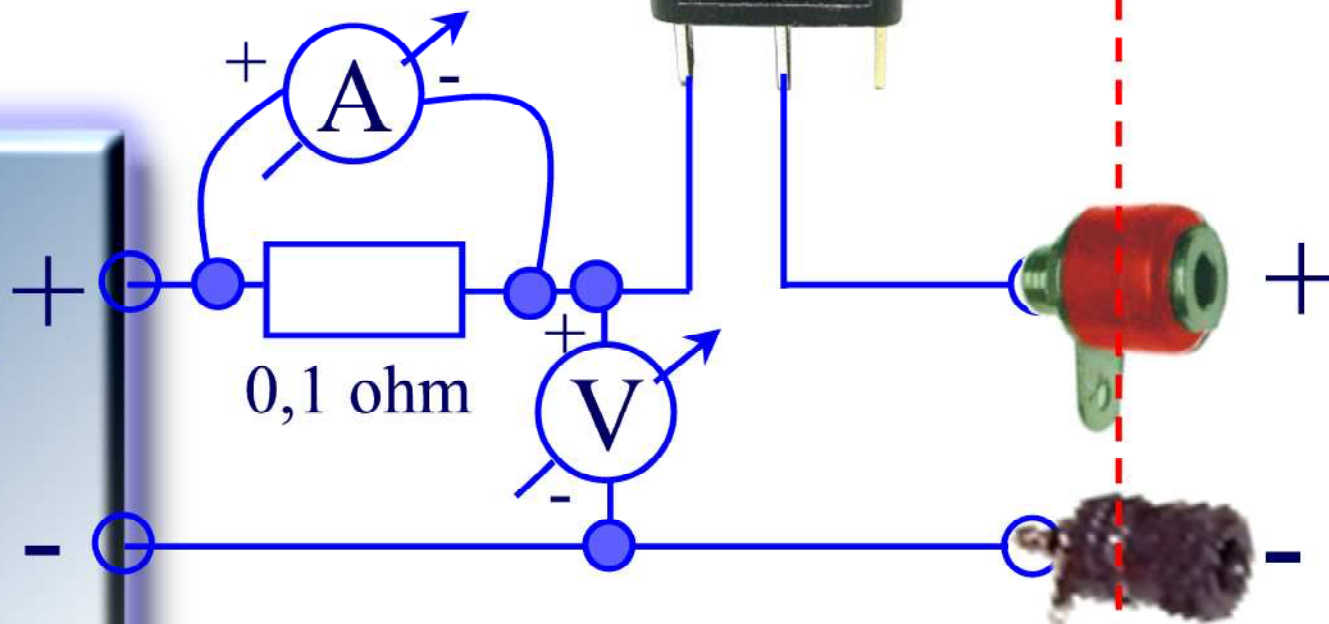 + A -
+ +
0,1 ohm
+
V
-
- -